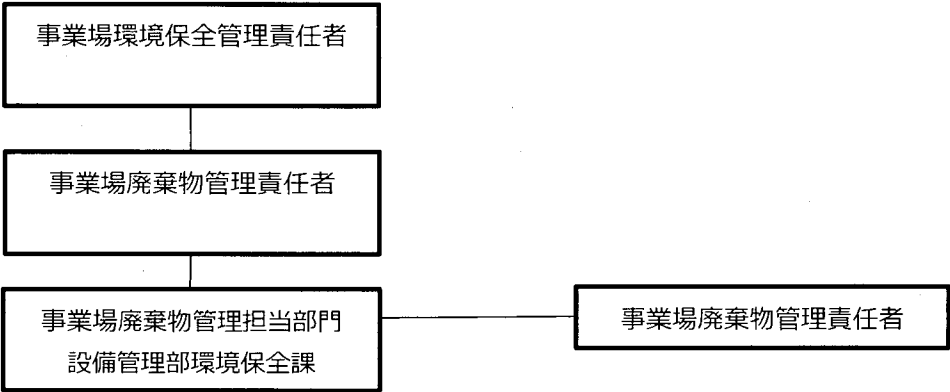 事業場環境保全管理責任者
事業場廃棄物管理責任者
事業場廃棄物管理担当部門
設備管理部環境保全課
事業場廃棄物管理責任者